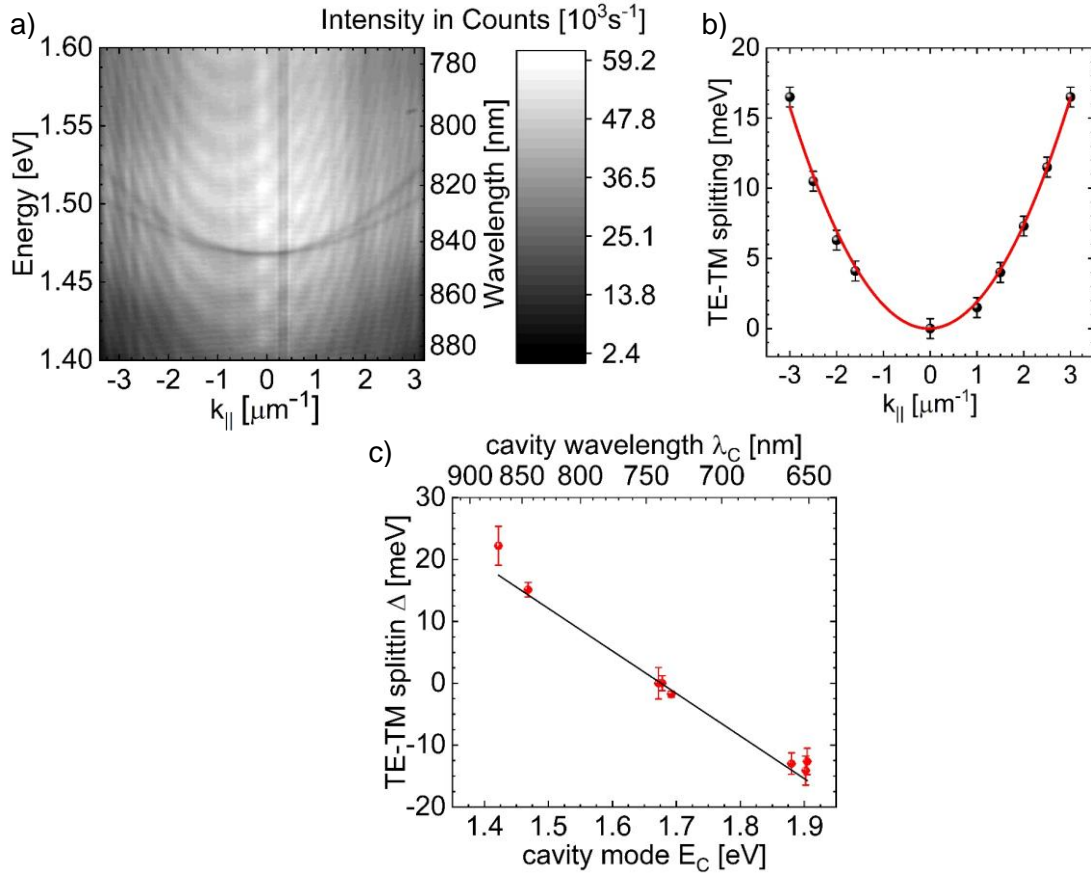 a)
Intensity in Counts [10³s⁻¹]
Energy [eV]
1.60
1.55
1.50
1.45
1.40
-3 -2 -1 0 1 2 3
k|| [μm⁻¹]
780
800
820
840
860
880
Wavelength [nm]
59.2
47.8
36.5
25.1
13.8
2.4
b)
TE-TM splitting [meV]
20
15
10
5
0
-3 -2 -1 0 1 2 3
k|| [μm⁻¹]
c)
cavity wavelength λC [nm]
900 850 800 750 700 650
TE-TM splittin Δ [meV]
30
20
10
0
-10
-20
1.4 1.5 1.6 1.7 1.8 1.9
cavity mode EC [eV]